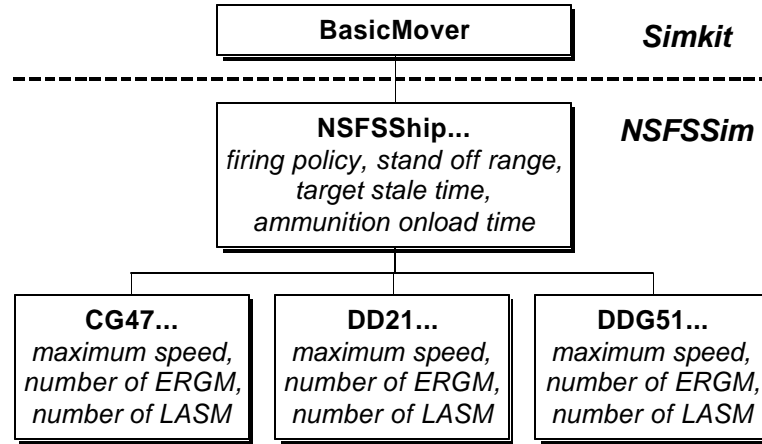 BasicMover
Simkit
NSFSShip...
NSFSSim
firing policy, stand off range,
target stale time,
ammunition onload time
CG47...
maximum speed,
number of ERGM,
number of LASM
DD21...
maximum speed,
number of ERGM,
number of LASM
DDG51...
maximum speed,
number of ERGM,
number of LASM